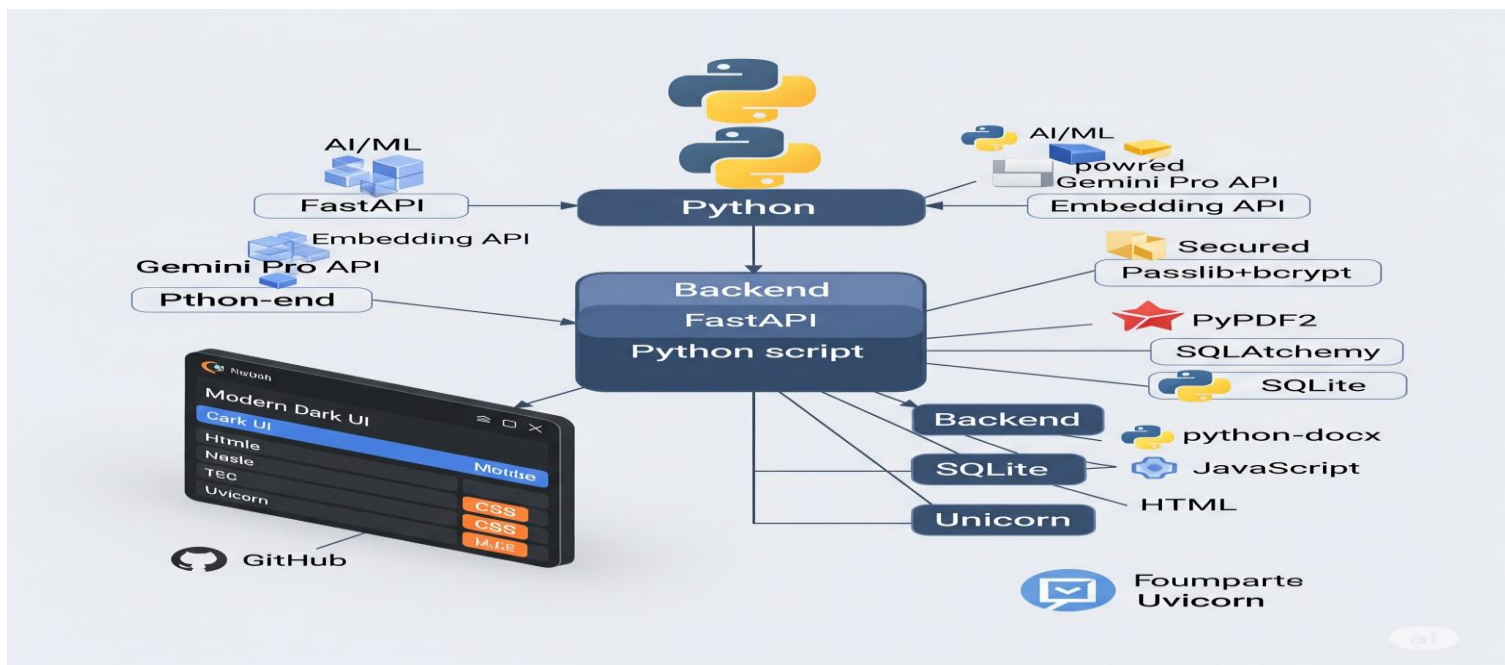 AI/ML
FastAPI
Embedding API
Gemini Pro API
Pthon-end
Python
AI/ML
powréd
Gemini Pro API
Embedding API
Secured
Passlib+bcrypt
Backend
FastAPI
Python script
PyPDF2
SQLAtchemy
SQLite
Modern Dark UI
Cark UI
Htmle
Nasle
TEC
Uvicorn
CSS
CSS
GitHub
Backend
SQLite
Unicorn
python-docx
JavaScript
HTML
Foumparte
Uvicorn
ai